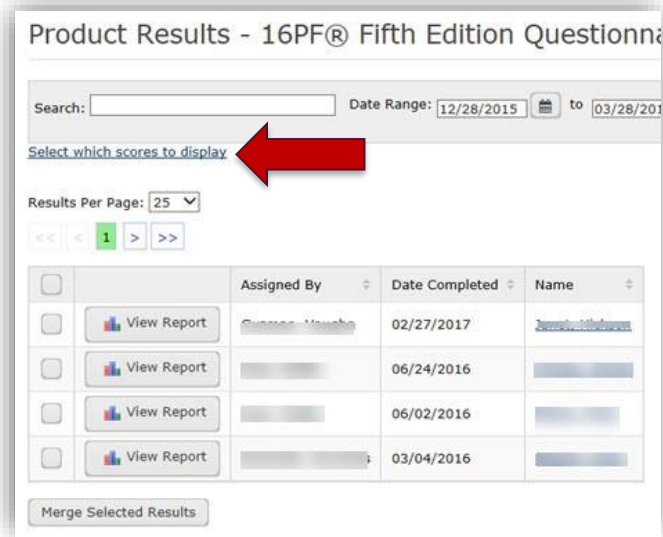 Product Results - 16PF® Fifth Edition Questionna
Search: Date Range: 12/28/2015 to 03/28/201
Select which scores to display
Results Per Page: 25
<< < 1 > >>
Assigned By Date Completed Name
View Report 02/27/2017
View Report 06/24/2016
View Report 06/02/2016
View Report 03/04/2016
Merge Selected Results